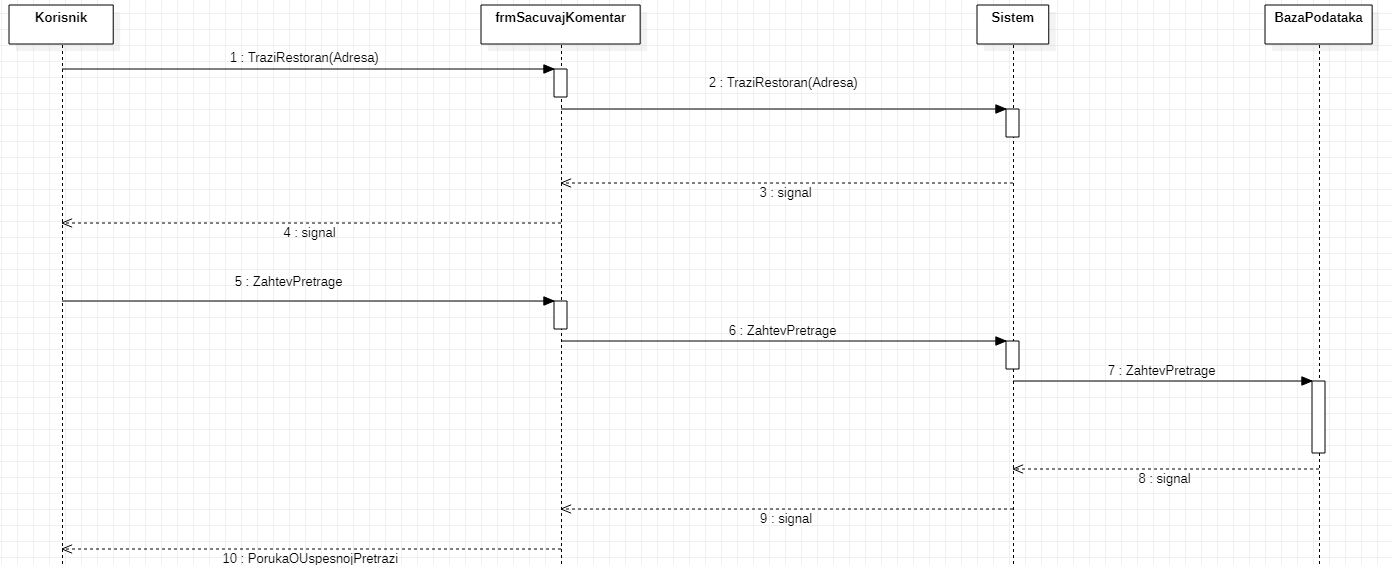 Korisnik
frmSacuvajKomentar
Sistem
BazaPodataka
1 : TraziRestoran(Adresa)
2 : TraziRestoran(Adresa)
3 : signal
4 : signal
5 : ZahtevPretrage
6 : ZahtevPretrage
7 : ZahtevPretrage
8 : signal
9 : signal
10 : PorukaOUspesnojPretrazi